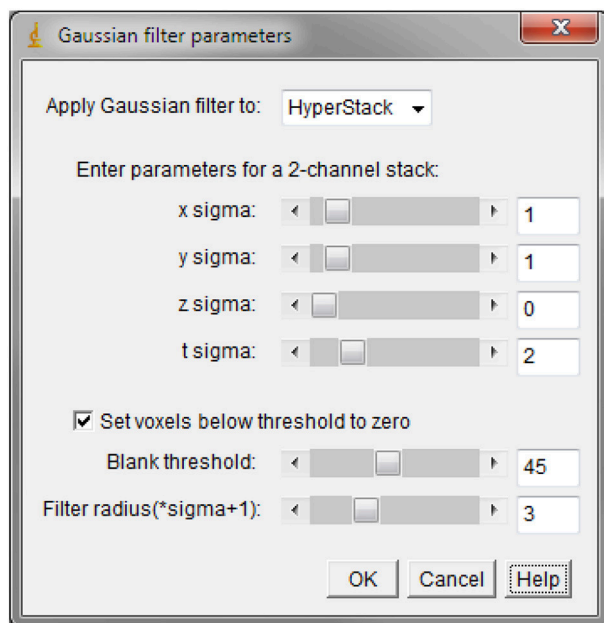 Gaussian filter parameters
x
Apply Gaussian filter to: HyperStack
Enter parameters for a 2-channel stack:
x sigma: 1
y sigma: 1
z sigma: 0
t sigma: 2
Set voxels below threshold to zero
Blank threshold: 45
Filter radius(*sigma+1): 3
OK Cancel Help